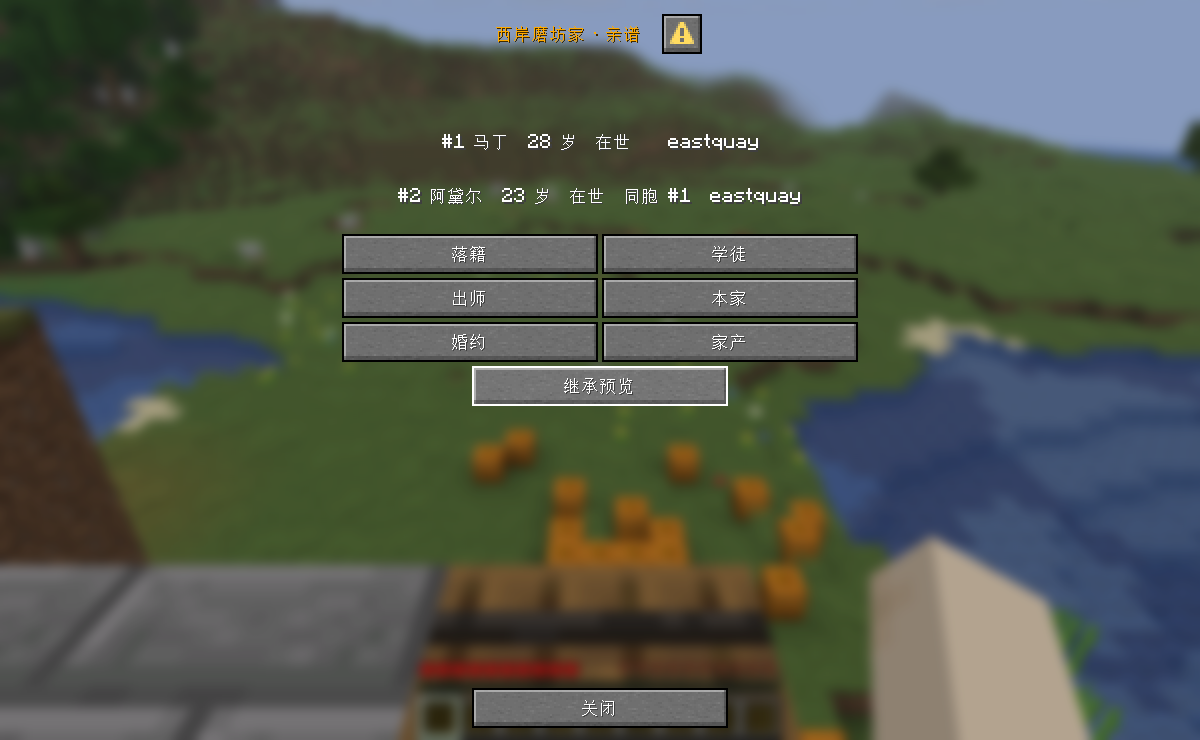 西岸磨坊家 · 亲谱
#1 马丁 28 岁 在世 eastquay
#2 阿黛尔 23 岁 在世 同胞 #1 eastquay
落籍
学徒
出师
本家
婚约
家产
继承预览
关闭